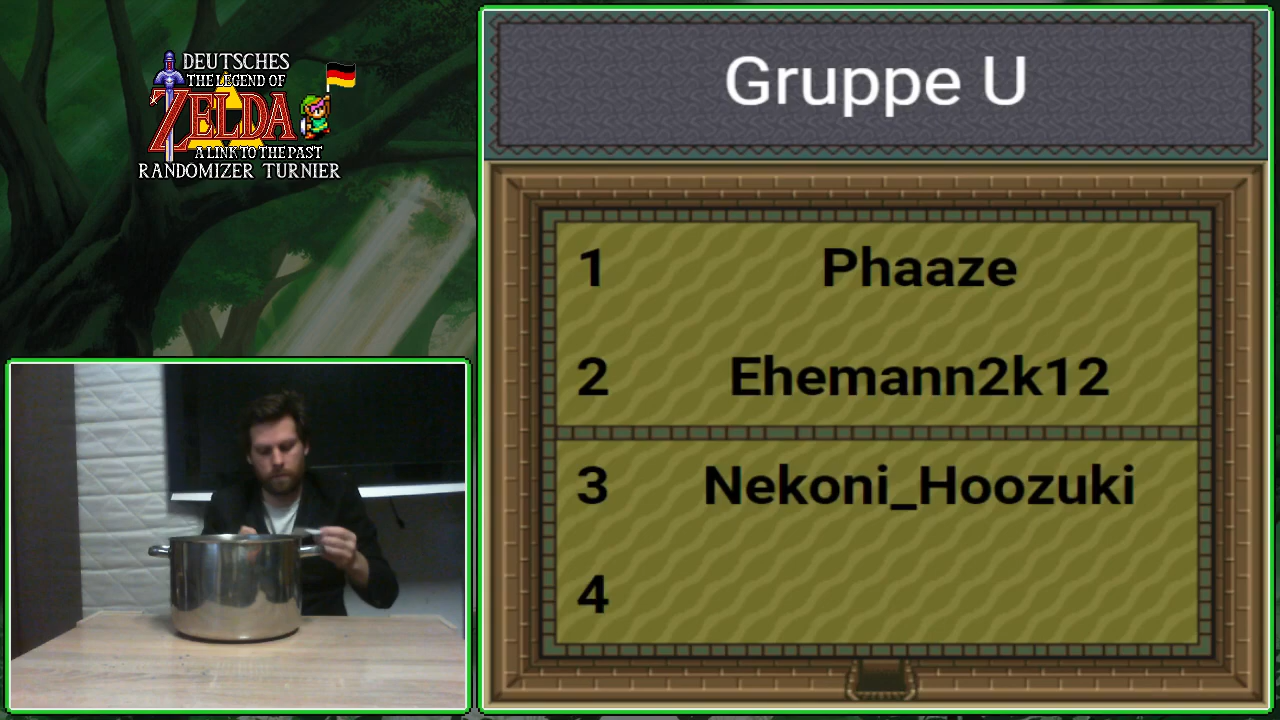 DEUTSCHES
THE LEGEND OF
ZELDA
A LINK TO THE PAST
RANDOMIZER TURNIER
Gruppe U
1 Phaaze
2 Ehemann2k12
3 Nekoni_Hoozuki
4